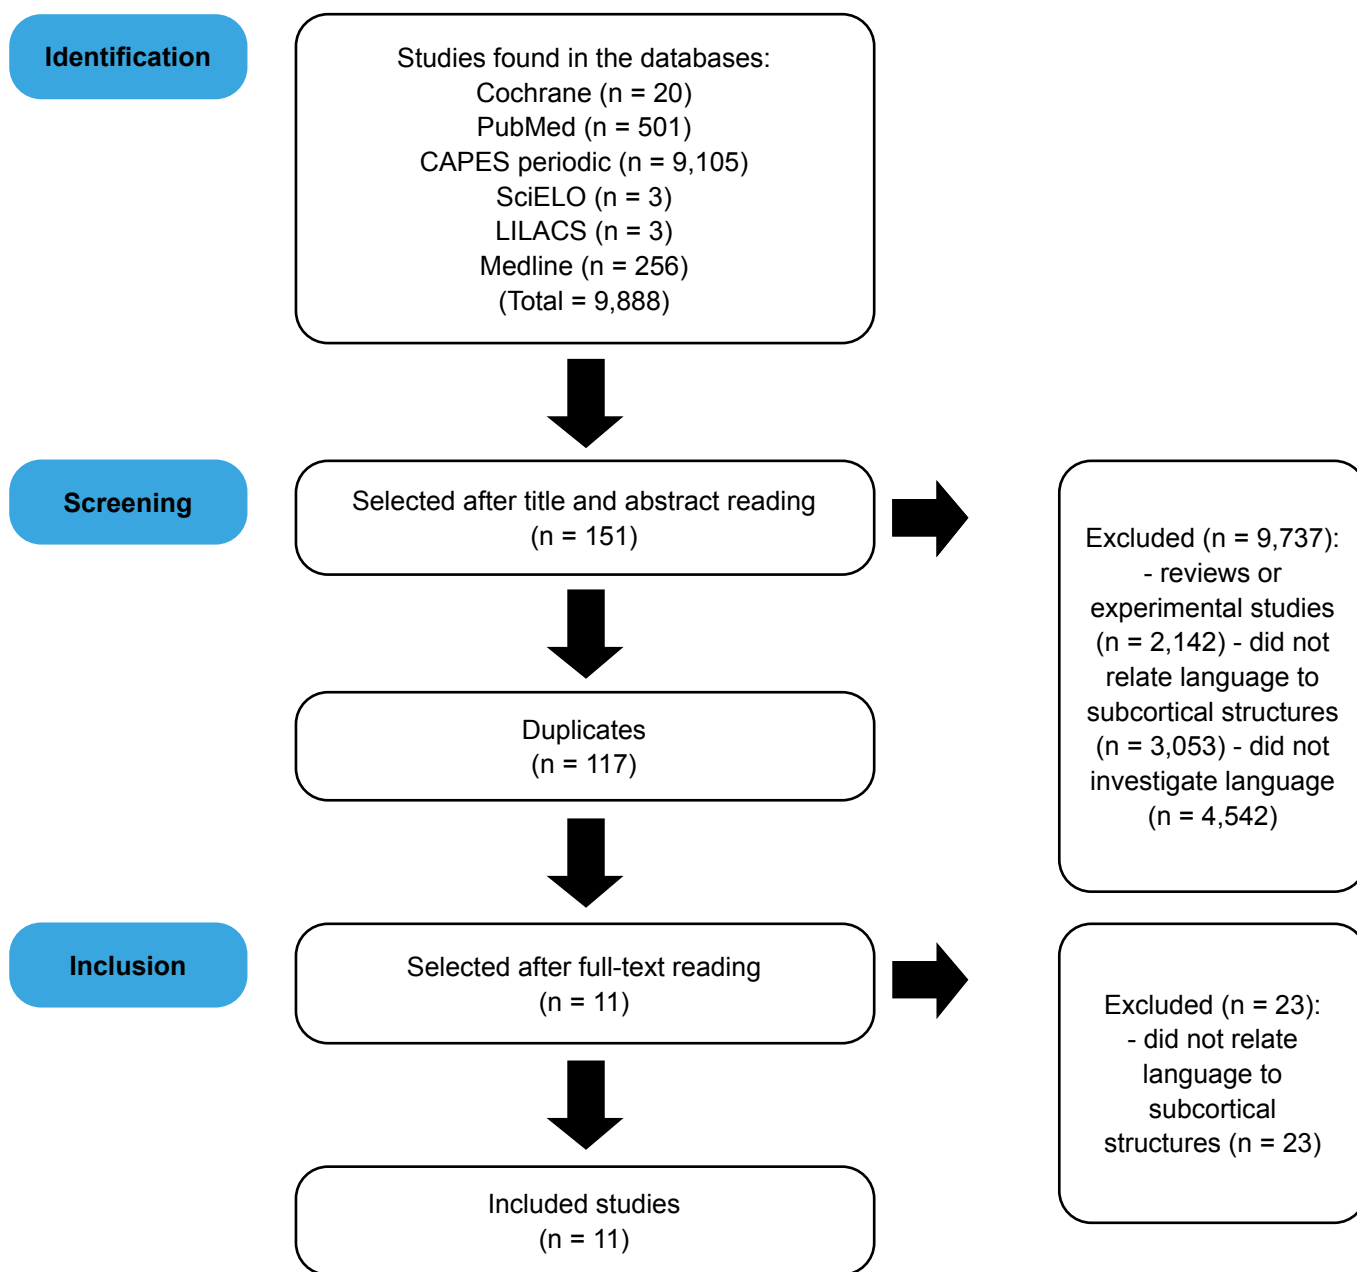 Identification
Studies found in the databases:
Cochrane (n = 20)
PubMed (n = 501)
CAPES periodic (n = 9,105)
SciELO (n = 3)
LILACS (n = 3)
Medline (n = 256)
(Total = 9,888)
Screening
Selected after title and abstract reading
(n = 151)
Excluded (n = 9,737):
- reviews or
experimental studies
(n = 2,142) - did not
relate language to
subcortical structures
(n = 3,053) - did not
investigate language
(n = 4,542)
Duplicates
(n = 117)
Inclusion
Selected after full-text reading
(n = 11)
Excluded (n = 23):
- did not relate
language to
subcortical
structures (n = 23)
Included studies
(n = 11)